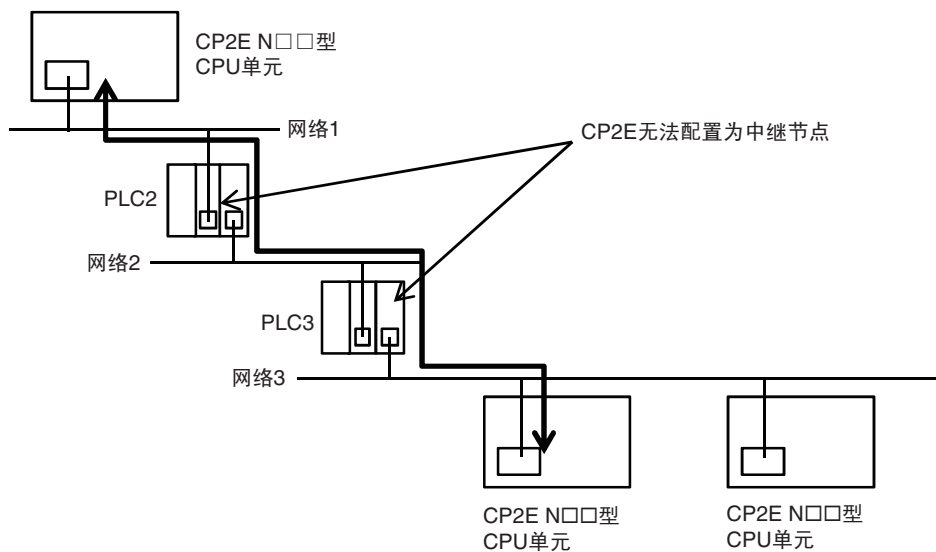 CP2E N□□型
CPU单元
网络1
CP2E无法配置为中继节点
PLC2
网络2
PLC3
网络3
CP2E N□□型
CPU单元
CP2E N□□型
CPU单元